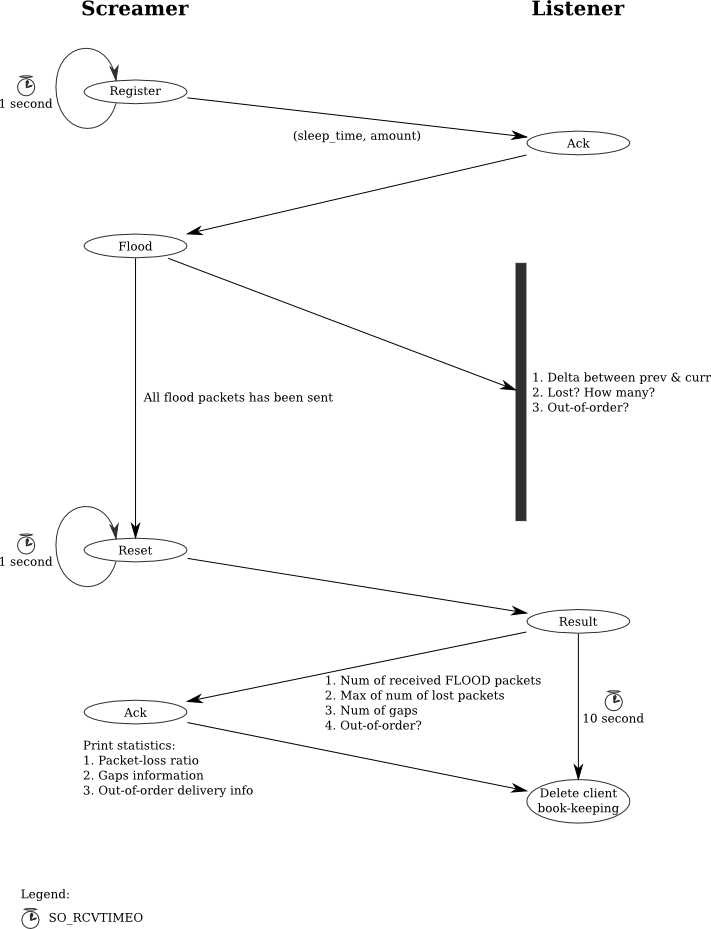 Screamer
Listener
1 second
Register
(sleep_time, amount)
Ack
Flood
1. Delta between prev & curr
2. Lost? How many?
3. Out-of-order?
All flood packets has been sent
1 second
Reset
Result
1. Num of received FLOOD packets
2. Max of num of lost packets
3. Num of gaps
4. Out-of-order?
10 second
Ack
Print statistics:
1. Packet-loss ratio
2. Gaps information
3. Out-of-order delivery info
Delete client
book-keeping
Legend:
SO_RCVTIMEO